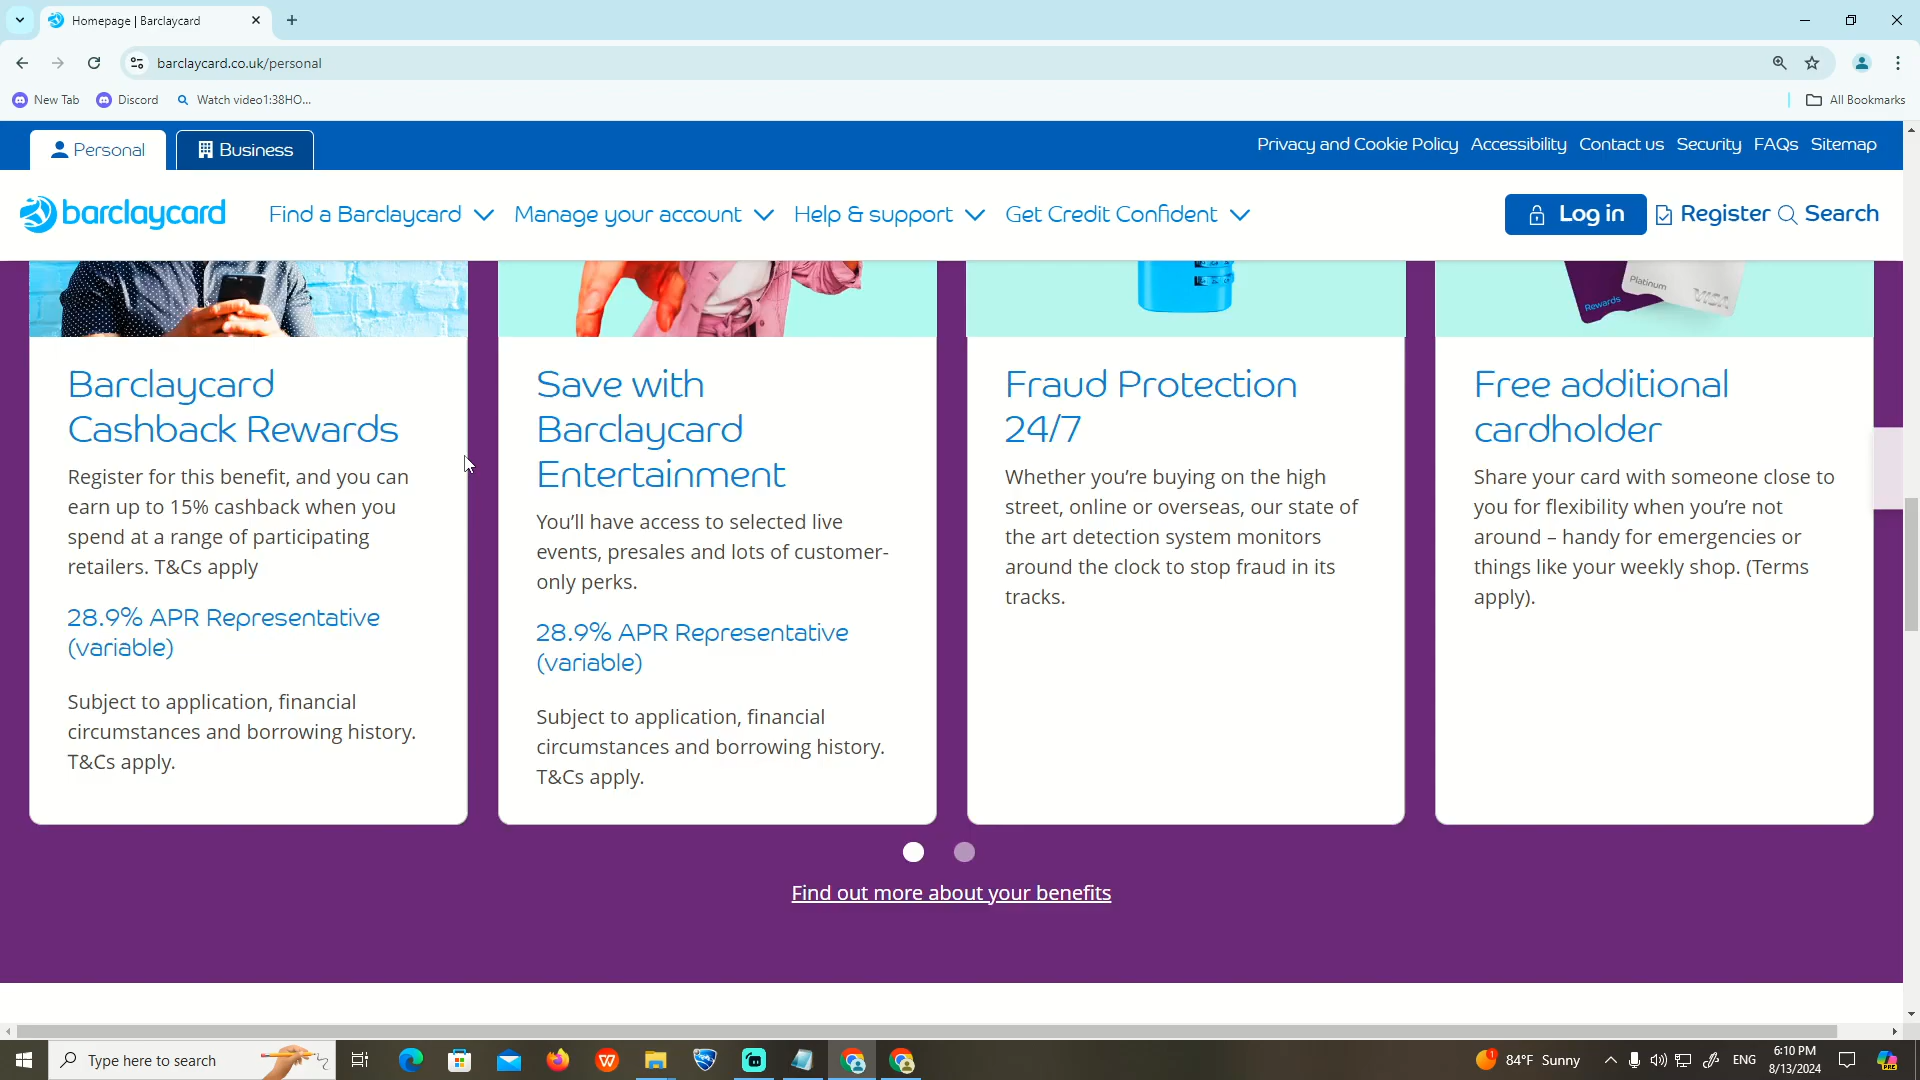 Homepage | Barclaycard
barclaycard.co.uk/personal
New Tab
Discord
Watch video1:38HO...
All Bookmarks
Personal
Business
Privacy and Cookie Policy
Accessibility
Contact us
Security
FAQs
Sitemap
barclaycard
Find a Barclaycard
Manage your account
Help & support
Get Credit Confident
Log in
Register
Search
Rewards
Platinum
VISA
Barclaycard
Cashback Rewards
Register for this benefit, and you can
earn up to 15% cashback when you
spend at a range of participating
retailers. T&Cs apply
28.9% APR Representative
(variable)
Subject to application, financial
circumstances and borrowing history.
T&Cs apply.
Save with
Barclaycard
Entertainment
You’ll have access to selected live
events, presales and lots of customer-
only perks.
28.9% APR Representative
(variable)
Subject to application, financial
circumstances and borrowing history.
T&Cs apply.
Fraud Protection
24/7
Whether you’re buying on the high
street, online or overseas, our state of
the art detection system monitors
around the clock to stop fraud in its
tracks.
Free additional
cardholder
Share your card with someone close to
you for flexibility when you’re not
around – handy for emergencies or
things like your weekly shop. (Terms
apply).
Find out more about your benefits
Type here to search
1
84°F Sunny
ENG
6:10 PM
8/13/2024
PRE